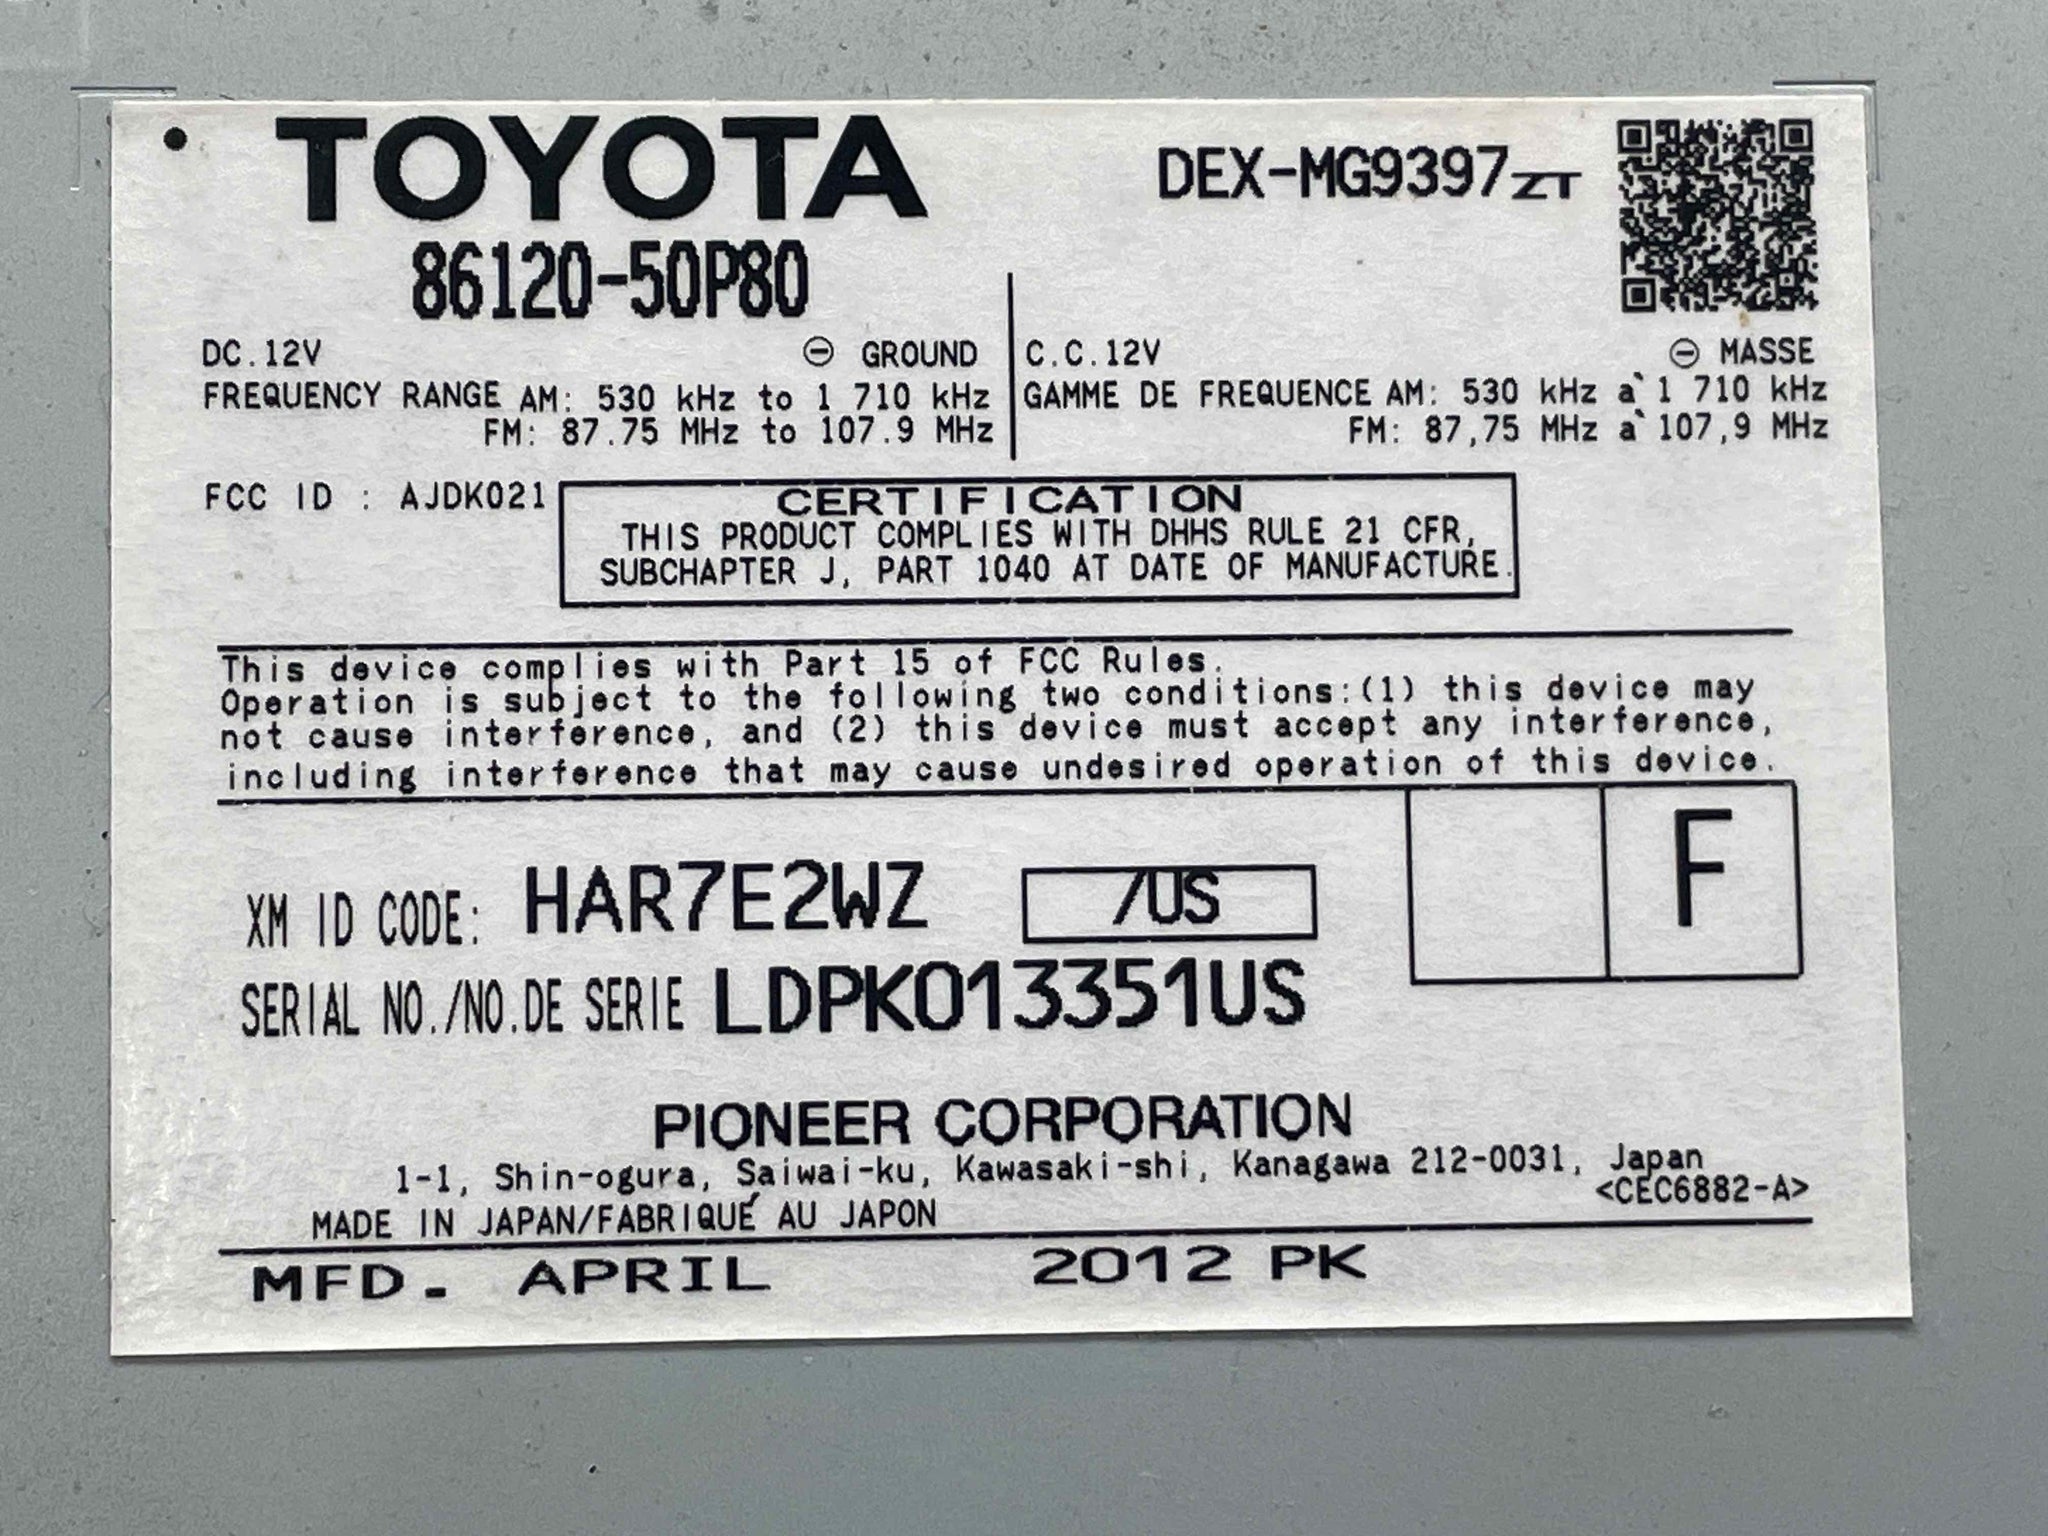 TOYOTA
DEX-MG9397ZT
86120-50P80
DC.12V ⊖ GROUND
FREQUENCY RANGE AM: 530 kHz to 1 710 kHz
FM: 87.75 MHz to 107.9 MHz
C.C.12V ⊖ MASSE
GAMME DE FREQUENCE AM: 530 kHz à 1 710 kHz
FM: 87,75 MHz à 107,9 MHz
FCC ID : AJDK021
CERTIFICATION
THIS PRODUCT COMPLIES WITH DHHS RULE 21 CFR,
SUBCHAPTER J, PART 1040 AT DATE OF MANUFACTURE.
This device complies with Part 15 of FCC Rules.
Operation is subject to the following two conditions:(1) this device may
not cause interference, and (2) this device must accept any interference,
including interference that may cause undesired operation of this device.
F
XM ID CODE: HAR7E2WZ /US
SERIAL NO./NO.DE SERIE LDPK013351US
PIONEER CORPORATION
1-1, Shin-ogura, Saiwai-ku, Kawasaki-shi, Kanagawa 212-0031, Japan
<CEC6882-A>
MADE IN JAPAN/FABRIQUÉ AU JAPON
MFD. APRIL 2012 PK